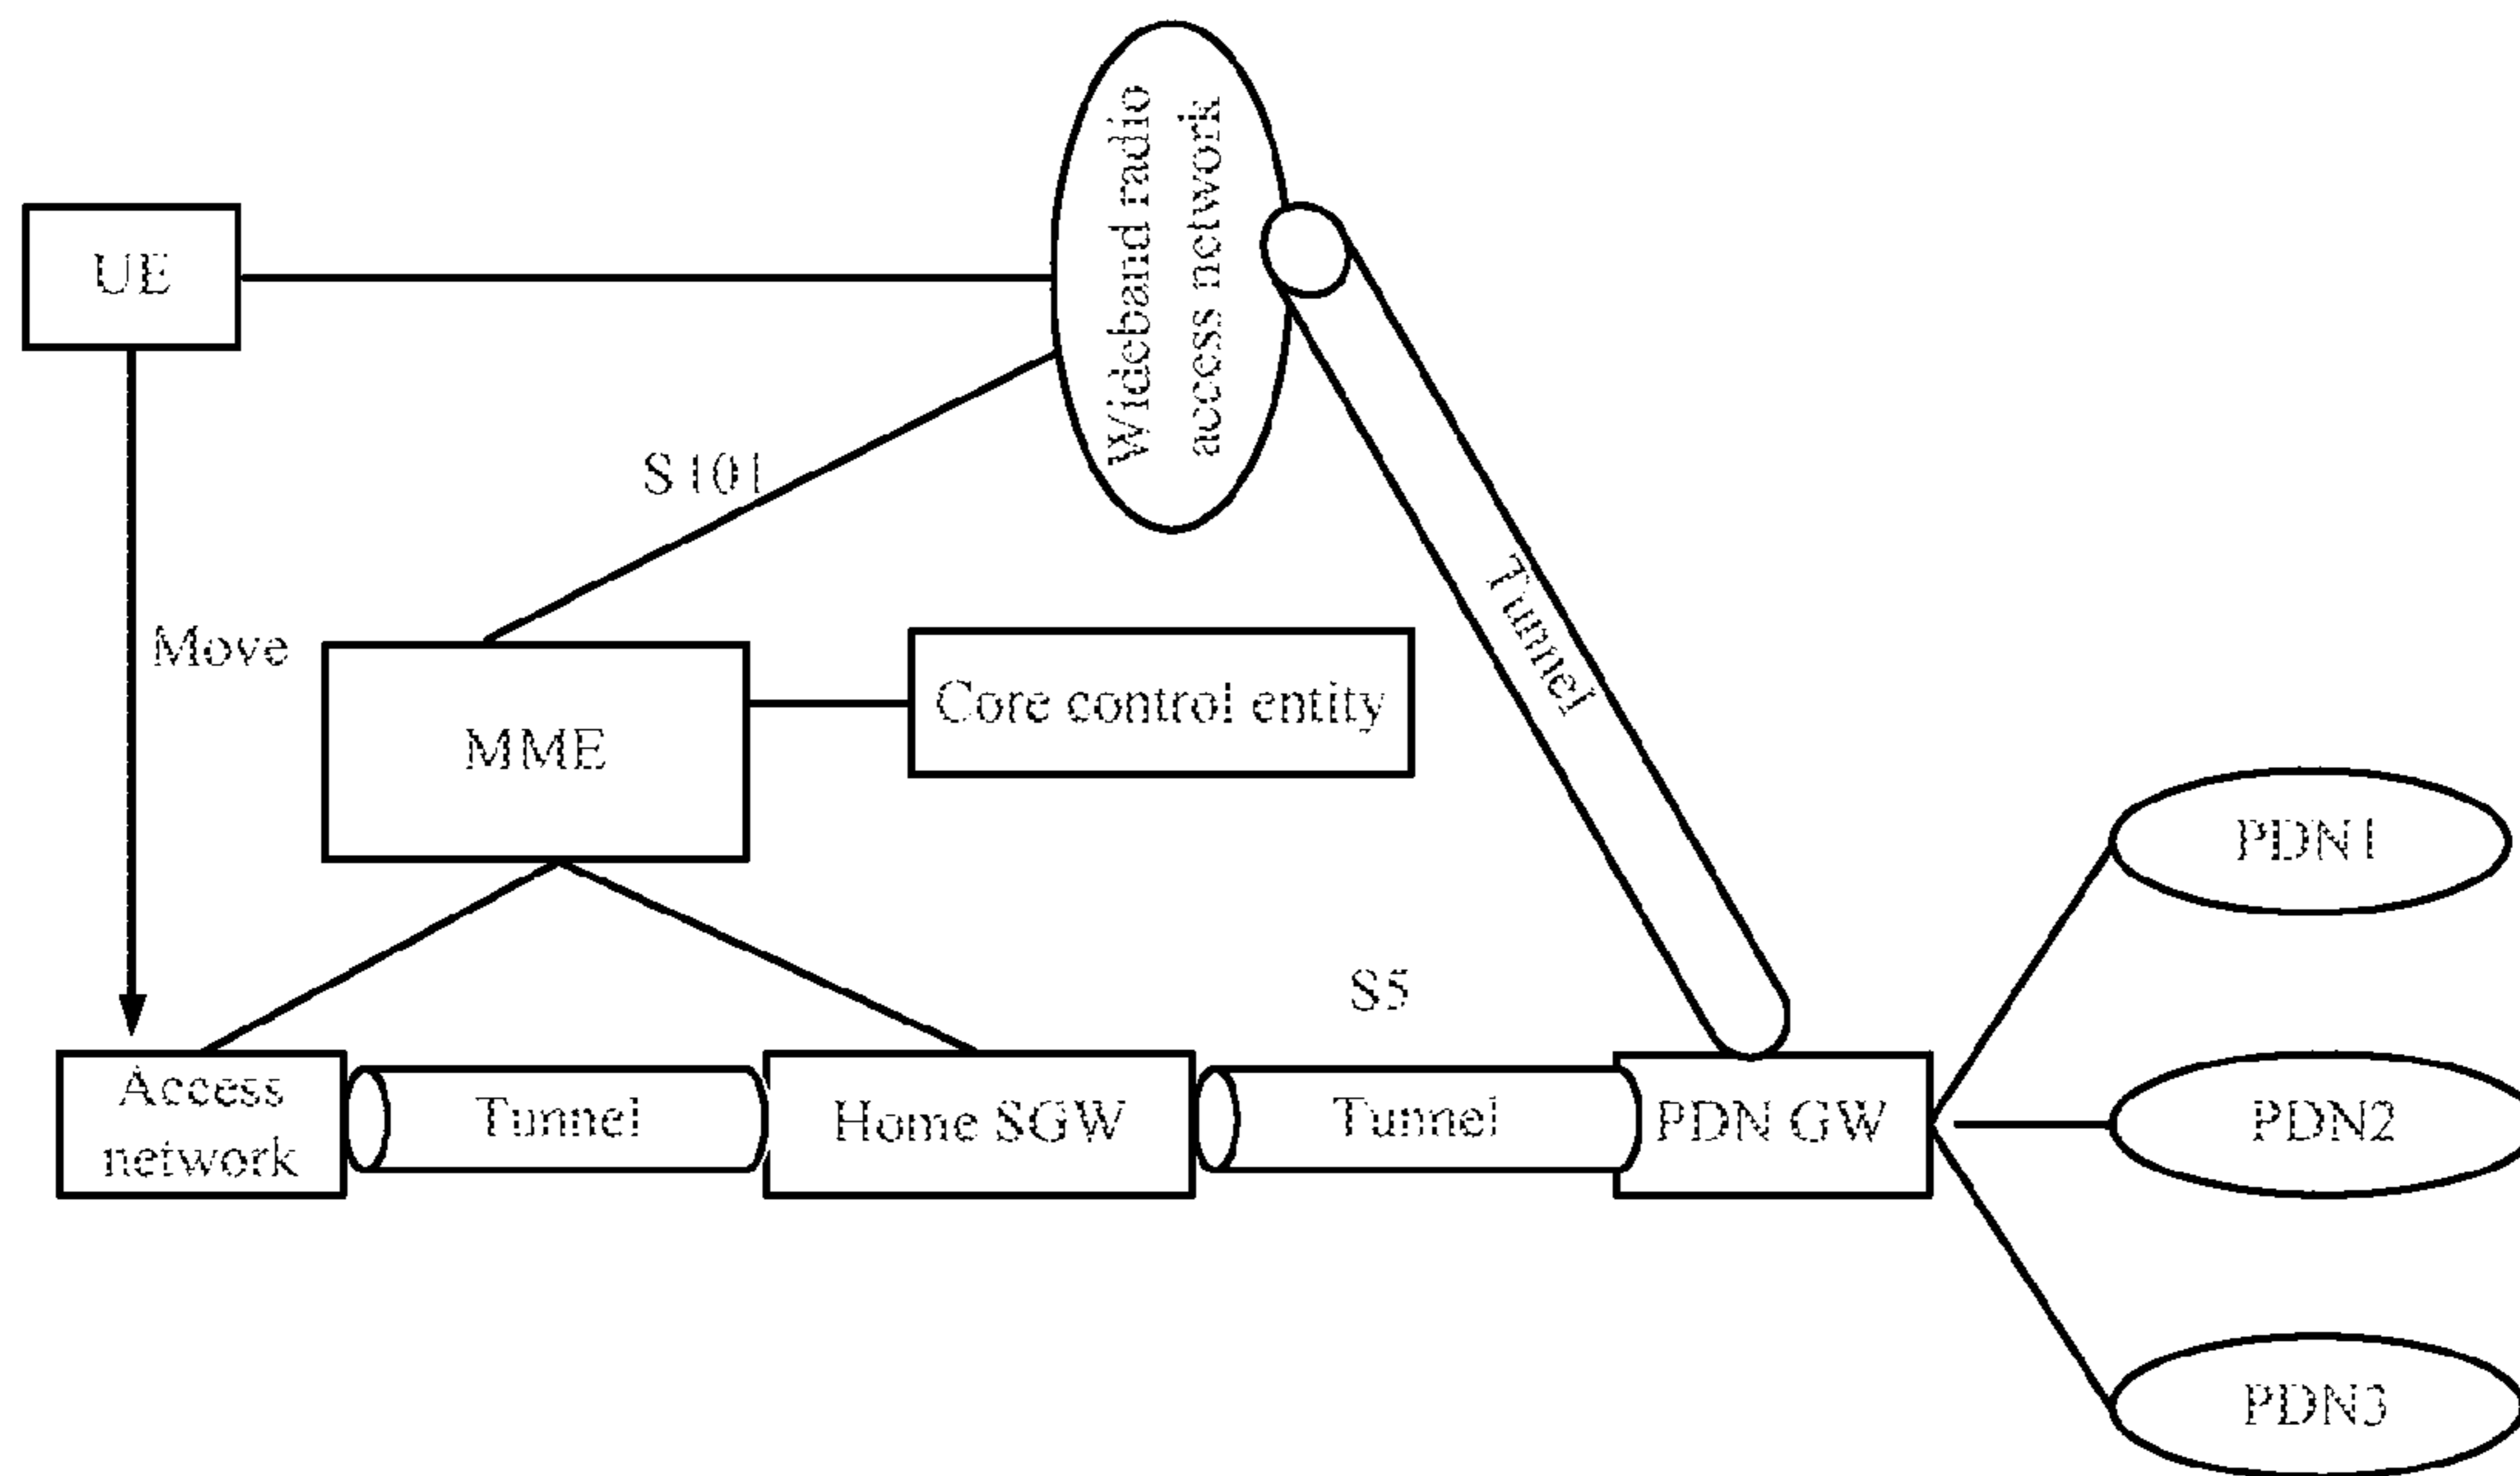 Wideband radio
access network
UE
S101
Move
Core control entity
MME
Tunnel
PDN1
S5
Access
network
Tunnel
Home SGW
Tunnel
PDN GW
PDN2
PDN3